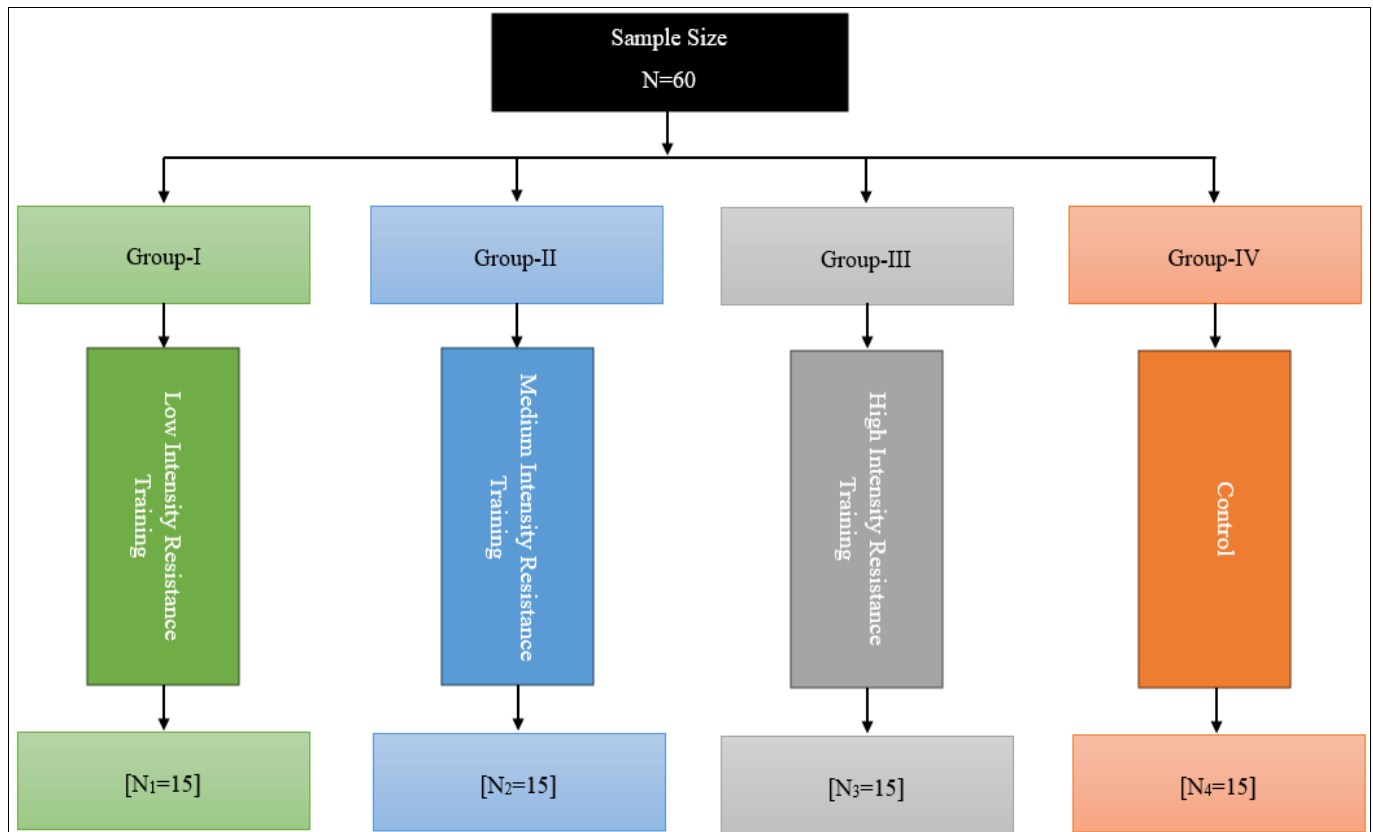 Sample Size
N=60
Group-I
Group-II
Group-III
Group-IV
Low Intensity Resistance
Training
Medium Intensity Resistance
Training
High Intensity Resistance
Training
Control
[N₁=15]
[N₂=15]
[N₃=15]
[N₄=15]